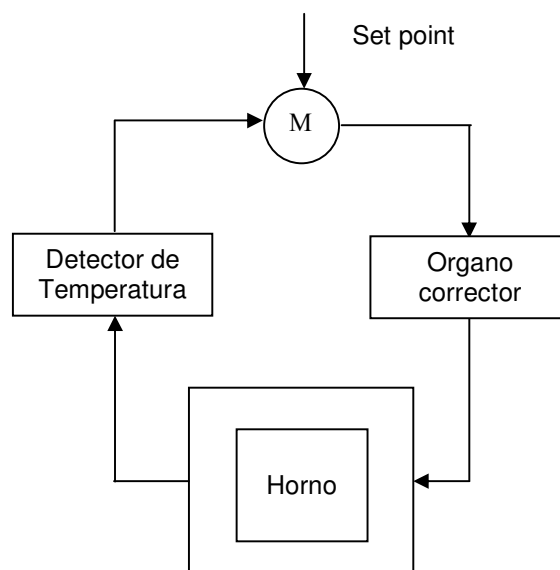 Set point
M
Detector de
Temperatura
Organo
corrector
Horno